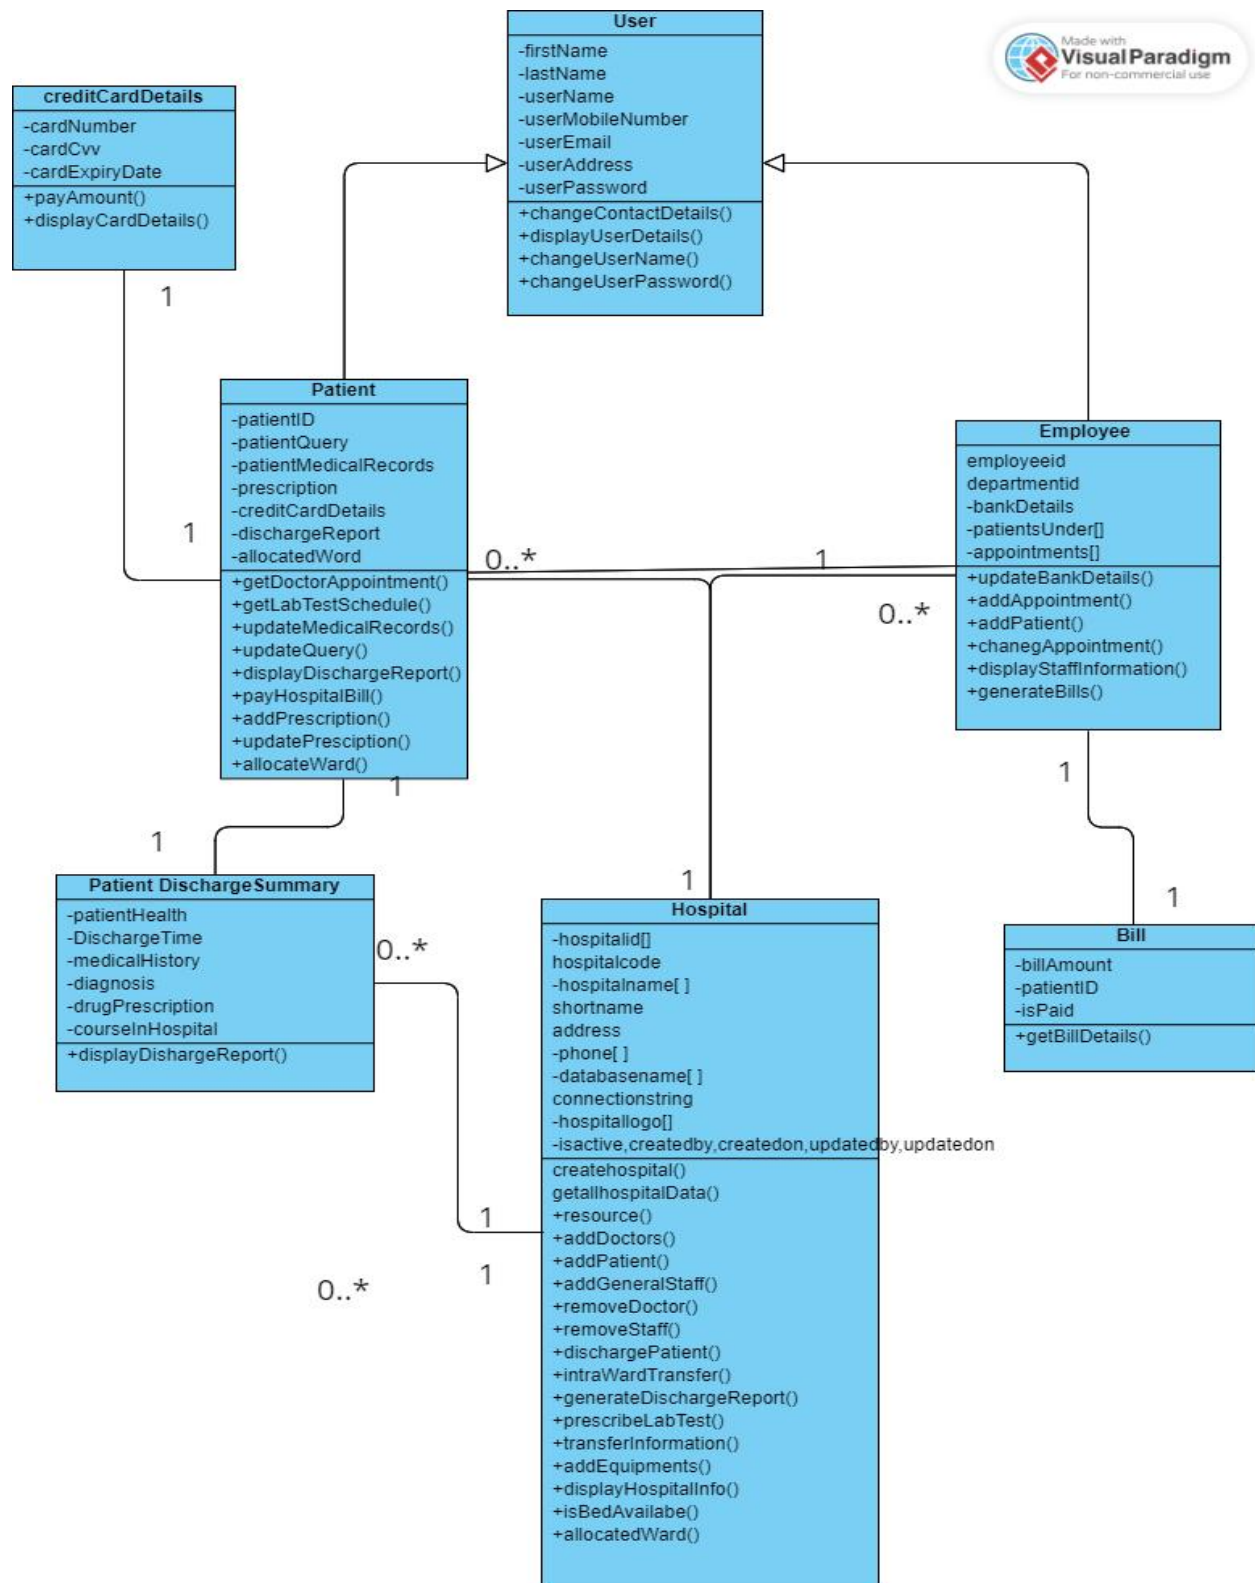 User
-firstName
-lastName
-userName
-userMobileNumber
-userEmail
-userAddress
-userPassword
+changeContactDetails()
+displayUserDetails()
+changeUserName()
+changeUserPassword()
Made with
Visual Paradigm
For non-commercial use
creditCardDetails
-cardNumber
-cardCvv
-cardExpiryDate
+payAmount()
+displayCardDetails()
1
Patient
-patientID
-patientQuery
-patientMedicalRecords
-prescription
-creditCardDetails
-dischargeReport
-allocatedWord
+getDoctorAppointment()
+getLabTestSchedule()
+updateMedicalRecords()
+updateQuery()
+displayDischargeReport()
+payHospitalBill()
+addPrescription()
+updatePresciption()
+allocateWard()
1
0..*
1
0..*
Employee
employeeid
departmentid
-bankDetails
-patientsUnder[]
-appointments[]
+updateBankDetails()
+addAppointment()
+addPatient()
+chanegAppointment()
+displayStaffInformation()
+generateBills()
1
1
1
1
1
Patient DischargeSummary
-patientHealth
-DischargeTime
-medicalHistory
-diagnosis
-drugPrescription
-courseInHospital
+displayDishargeReport()
0..*
Hospital
-hospitalid[]
hospitalcode
-hospitalname[ ]
shortname
address
-phone[ ]
-databasename[ ]
connectionstring
-hospitallogo[]
-isactive,createdby,createdon,updatedby,updatedon
createhospital()
getallhospitalData()
+resource()
+addDoctors()
+addPatient()
+addGeneralStaff()
+removeDoctor()
+removeStaff()
+dischargePatient()
+intraWardTransfer()
+generateDischargeReport()
+prescribeLabTest()
+transferInformation()
+addEquipments()
+displayHospitalInfo()
+isBedAvailabe()
+allocatedWard()
Bill
-billAmount
-patientID
-isPaid
+getBillDetails()
1
1
0..*